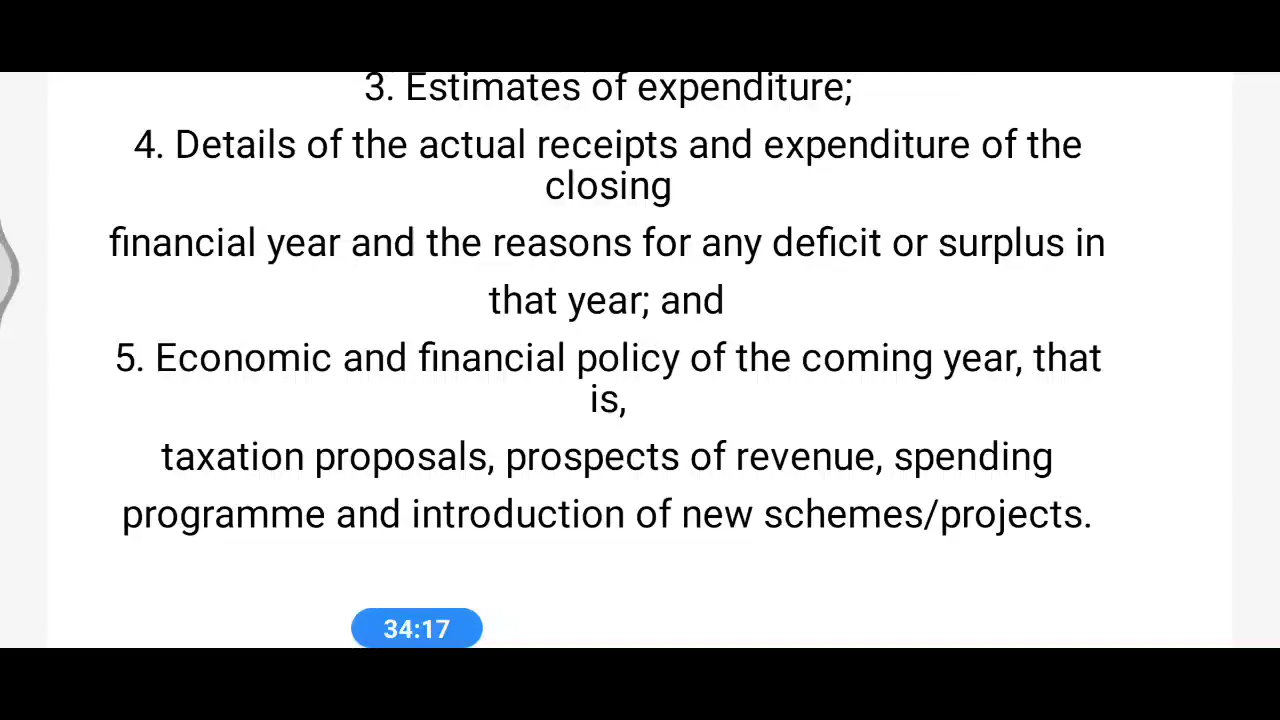 3. Estimates of expenditure;
4. Details of the actual receipts and expenditure of the
closing
financial year and the reasons for any deficit or surplus in
that year; and
5. Economic and financial policy of the coming year, that
is,
taxation proposals, prospects of revenue, spending
programme and introduction of new schemes/projects.
34:17